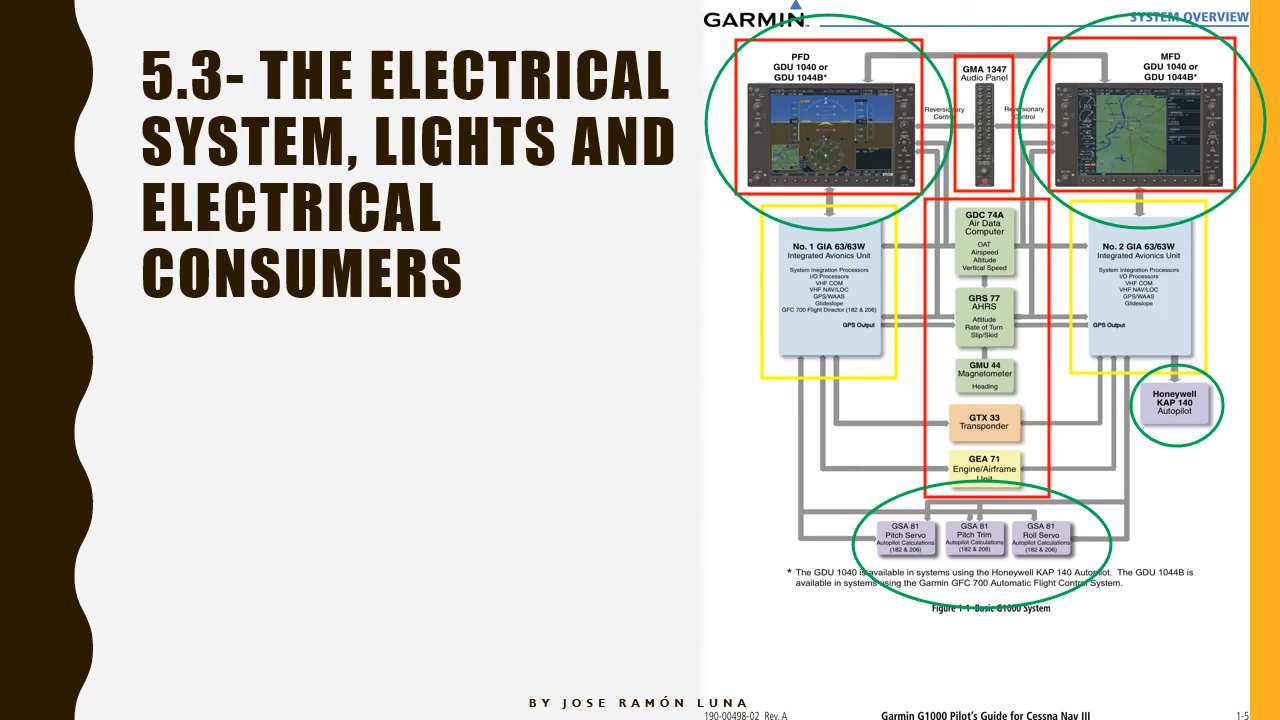 5.3- THE ELECTRICAL
SYSTEM, LIGHTS AND
ELECTRICAL
CONSUMERS
GARMIN
SYSTEM OVERVIEW
PFD
GDU 1040 or
GDU 1044B*
GMA 1347
Audio Panel
MFD
GDU 1040 or
GDU 1044B*
Reversionary
Control
Reversionary
Control
No. 1 GIA 63/63W
Integrated Avionics Unit
System Inegration Processors
I/O Processors
VHF COM
VHF NAV/LOC
GPS/WAAS
Glideslope
GFC 700 Flight Director (182 & 206)
GPS Output
GDC 74A
Air Data
Computer
OAT
Airspeed
Altitude
Vertical Speed
GRS 77
AHRS
Attitude
Rate of Turn
Slip/Skid
GMU 44
Magnetometer
Heading
GTX 33
Transponder
GEA 71
Engine/Airframe
Unit
No. 2 GIA 63/63W
Integrated Avionics Unit
System Integration Processors
I/O Processors
VHF COM
VHF NAV/LOC
GPS/WAAS
Glideslope
GPS Output
Honeywell
KAP 140
Autopilot
GSA 81
Pitch Servo
Autopilot Calculations
(182 & 206)
GSA 81
Pitch Trim
Autopilot Calculations
(182 & 206)
GSA 81
Roll Servo
Autopilot Calculations
(182 & 206)
* The GDU 1040 is available in systems using the Honeywell KAP 140 Autopilot. The GDU 1044B is
available in systems using the Garmin GFC 700 Automatic Flight Control System.
Figure 1-1 Basic G1000 System
BY JOSE RAMÓN LUNA
190-00498-02 Rev. A
Garmin G1000 Pilot's Guide for Cessna Nav III
1-5